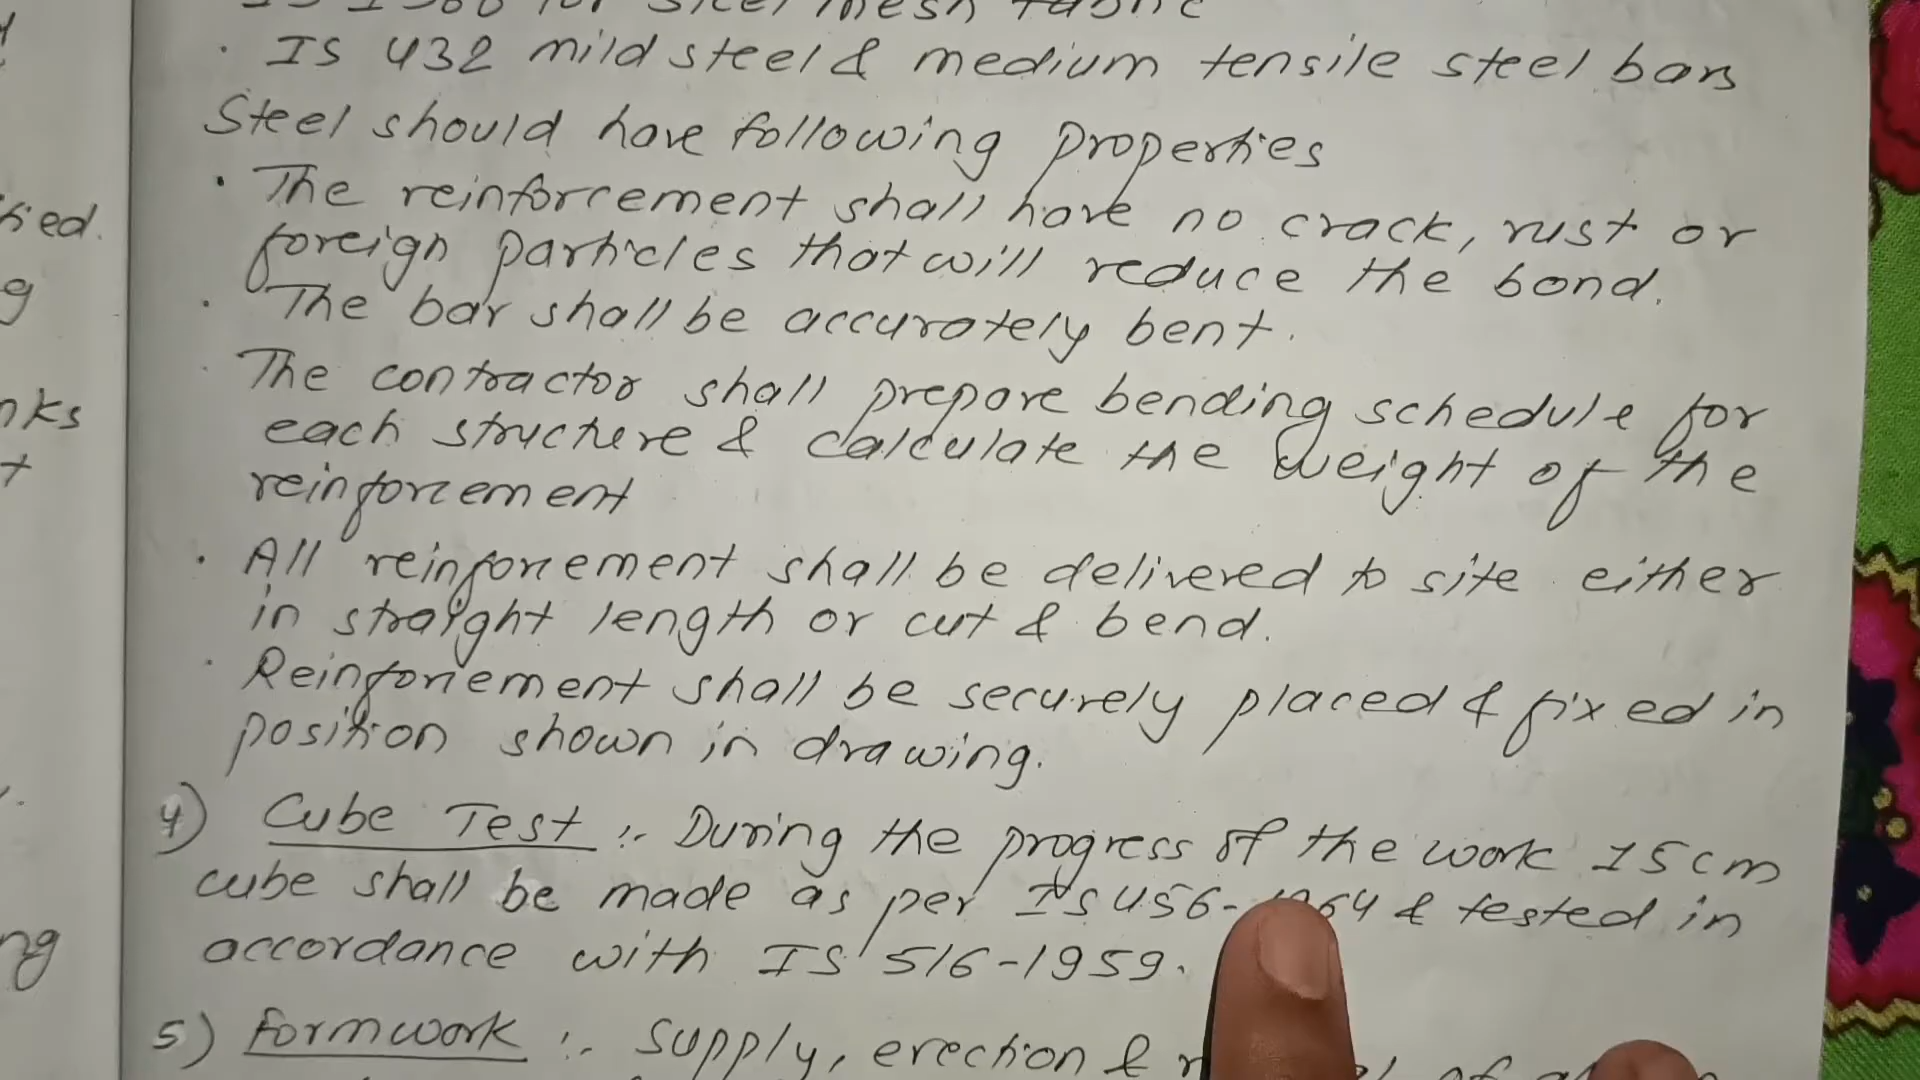 for steel mesh fabric
· IS 432 mild steel & medium tensile steel bars
Steel should have following properties
· The reinforcement shall have no crack, rust or
foreign particles that will reduce the bond.
· The bar shall be accurately bent.
· The contractor shall prepare bending schedule for
each structure & calculate the weight of the
reinforcement
· All reinforcement shall be delivered to site either
in straight length or cut & bend.
· Reinforcement shall be securely placed & fixed in
position shown in drawing.
4) Cube Test :- During the progress of the work 15cm
cube shall be made as per IS 456-1964 & tested in
accordance with IS 516-1959.
5) Formwork :- Supply, erection &